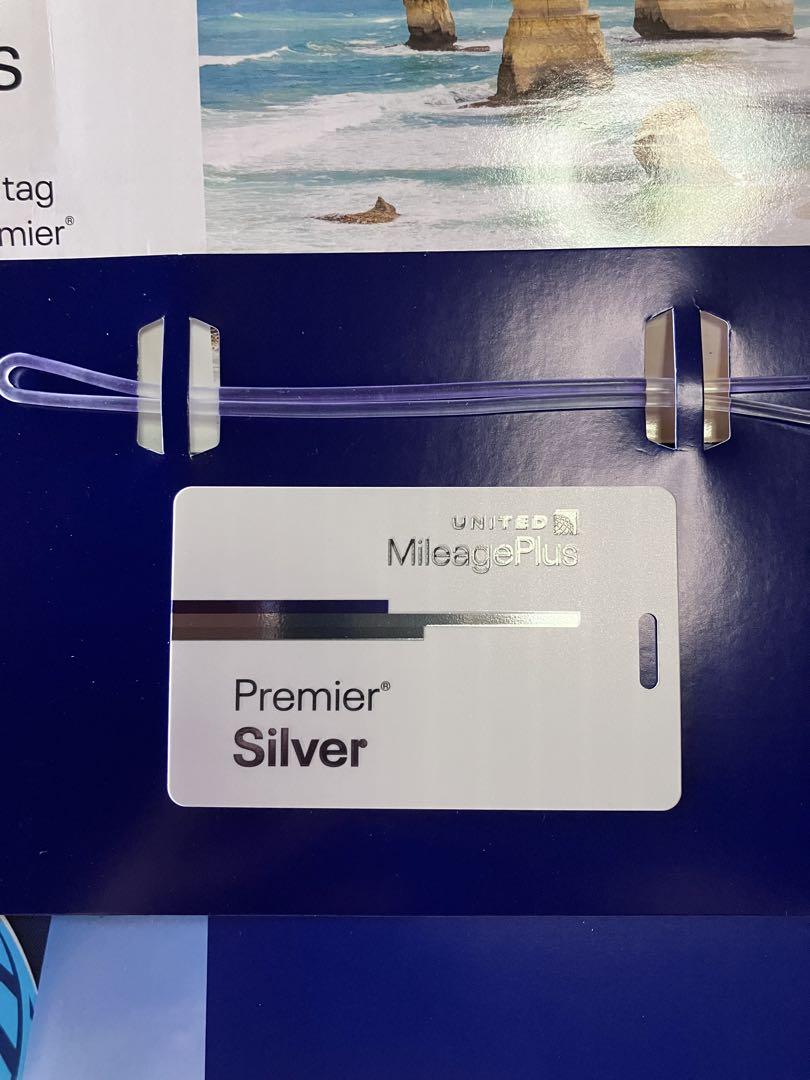 s
tag
mier®
UNITED
MileagePlus
Premier®
Silver